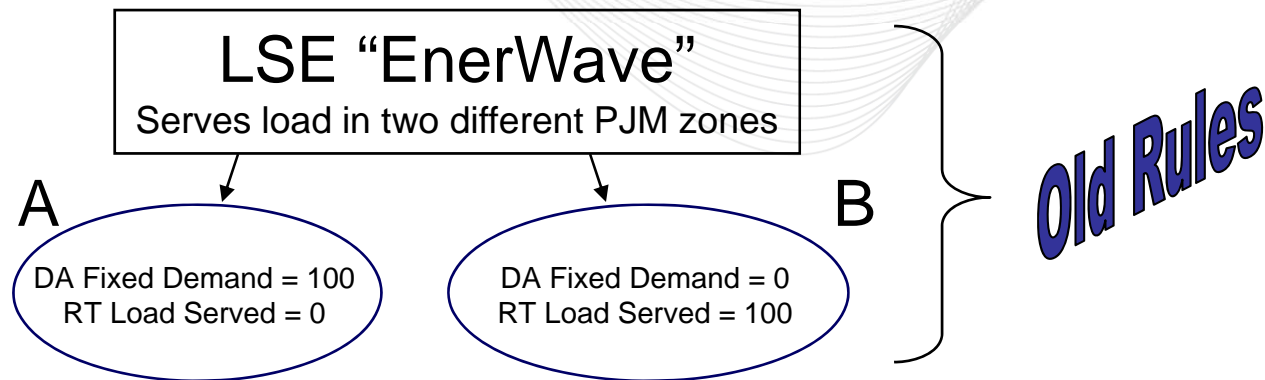 LSE “EnerWave”
Serves load in two different PJM zones
A
B
DA Fixed Demand = 100
RT Load Served = 0
DA Fixed Demand = 0
RT Load Served = 100
Old Rules